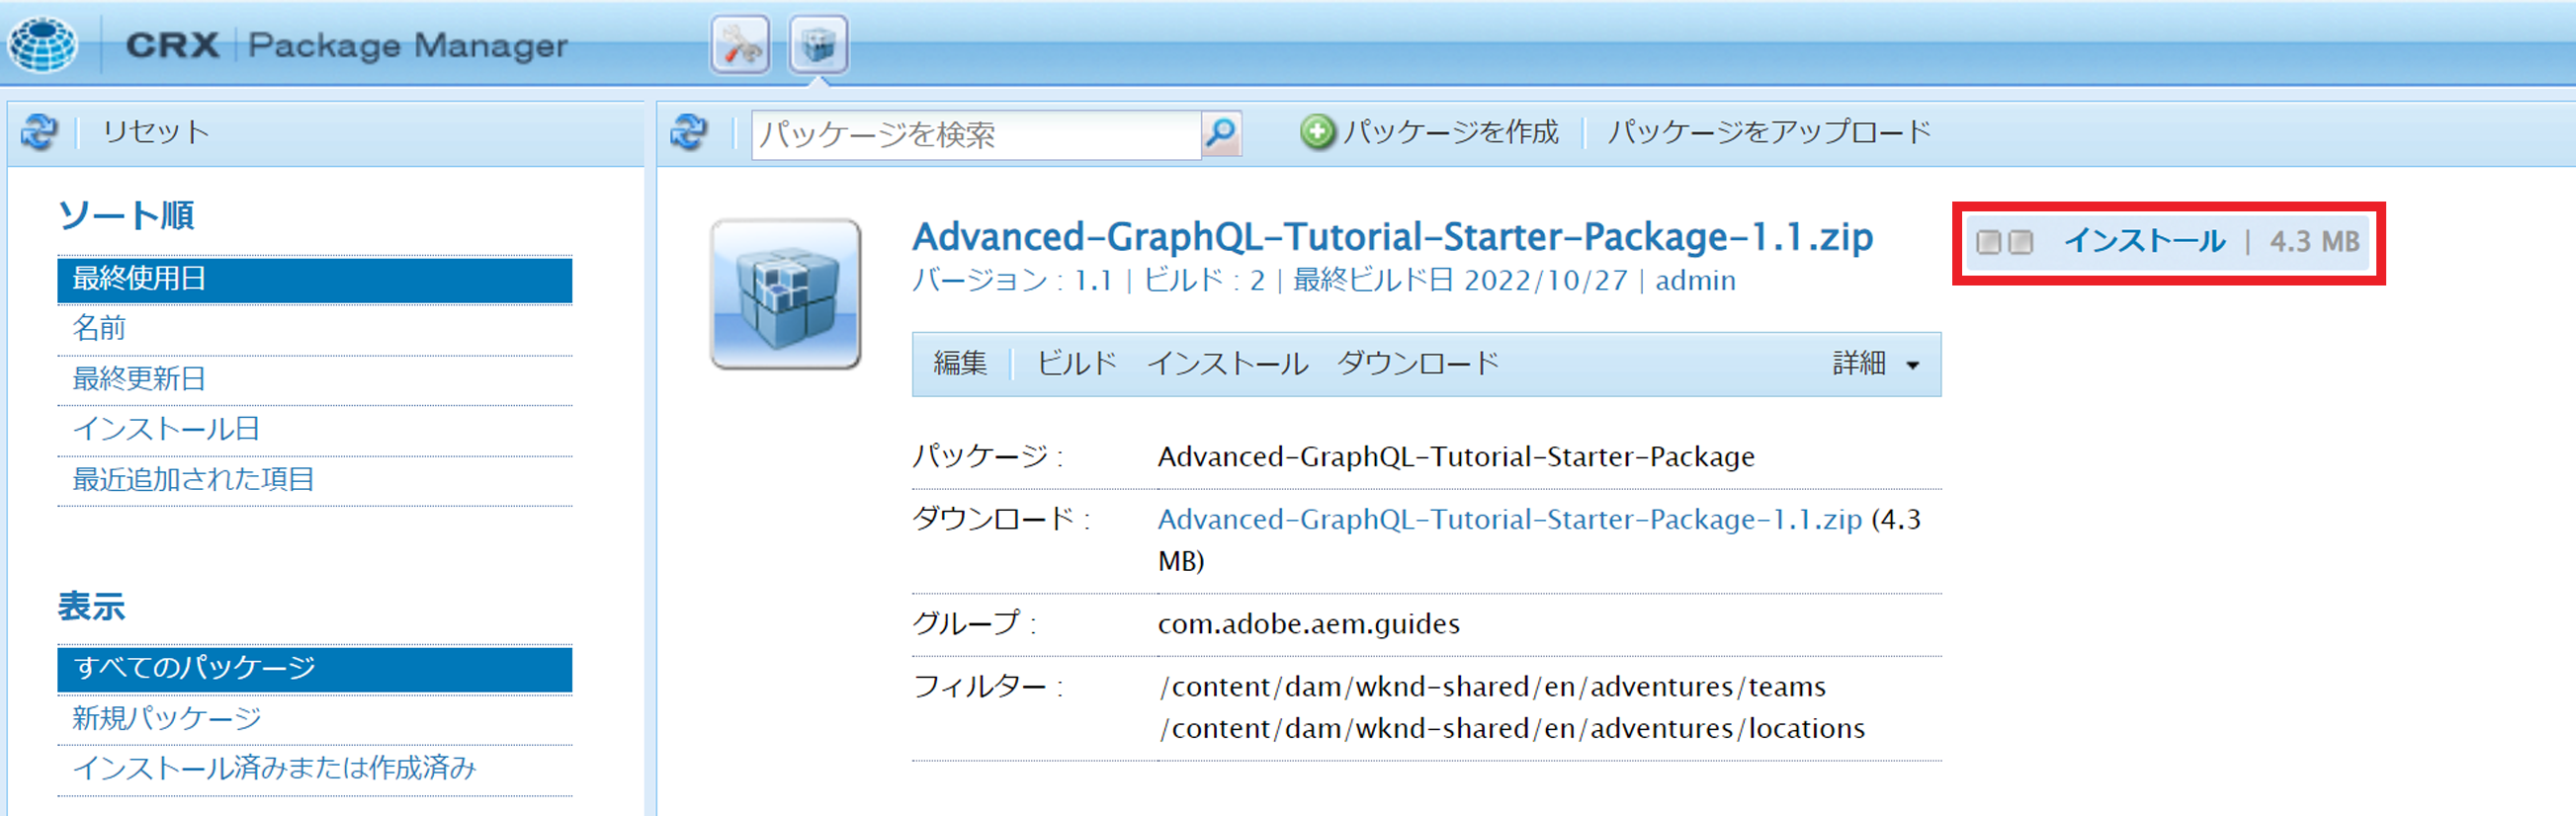 CRX Package Manager
リセット
パッケージを検索
パッケージを作成
パッケージをアップロード
ソート順
最終使用日
名前
最終更新日
インストール日
最近追加された項目
表示
すべてのパッケージ
新規パッケージ
インストール済みまたは作成済み
Advanced-GraphQL-Tutorial-Starter-Package-1.1.zip
インストール | 4.3 MB
バージョン : 1.1 | ビルド : 2 | 最終ビルド日 2022/10/27 | admin
編集 ビルド インストール ダウンロード 詳細
パッケージ : Advanced-GraphQL-Tutorial-Starter-Package
ダウンロード : Advanced-GraphQL-Tutorial-Starter-Package-1.1.zip (4.3
MB)
グループ : com.adobe.aem.guides
フィルター : /content/dam/wknd-shared/en/adventures/teams
/content/dam/wknd-shared/en/adventures/locations